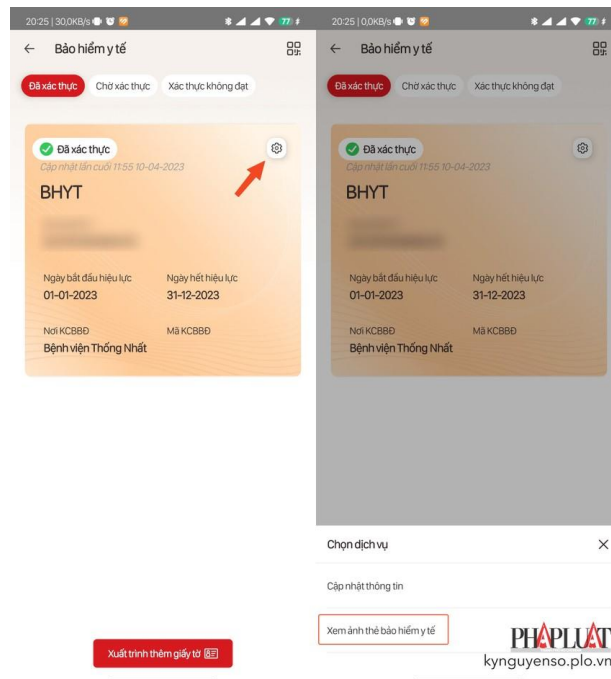 20:25 | 30,0KB/s
77
Bảo hiểm y tế
Đã xác thực
Chờ xác thực
Xác thực không đạt
Đã xác thực
Cập nhật lần cuối 11:55 10-04-2023
BHYT
Ngày bắt đầu hiệu lực
Ngày hết hiệu lực
01-01-2023
31-12-2023
Nơi KCBBĐ
Mã KCBBĐ
Bệnh viện Thống Nhất
Xuất trình thêm giấy tờ
20:25 | 0,0KB/s
77
Bảo hiểm y tế
Đã xác thực
Chờ xác thực
Xác thực không đạt
Đã xác thực
Cập nhật lần cuối 11:55 10-04-2023
BHYT
Ngày bắt đầu hiệu lực
Ngày hết hiệu lực
01-01-2023
31-12-2023
Nơi KCBBĐ
Mã KCBBĐ
Bệnh viện Thống Nhất
Chọn dịch vụ
Cập nhật thông tin
Xem ảnh thẻ bảo hiểm y tế
PHÁPLUẬT
kynguyenso.plo.vn